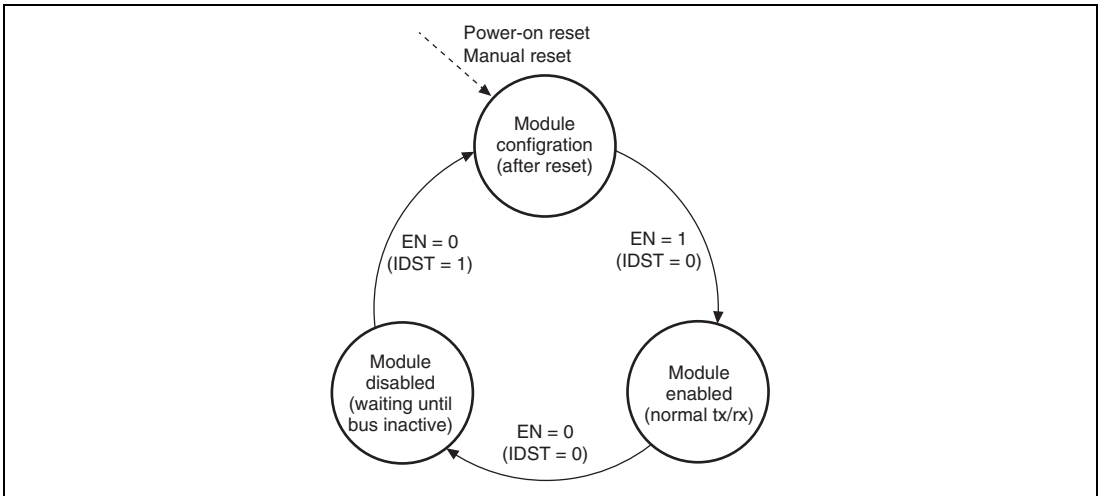 Power-on reset
Manual reset
Module
configration
(after reset)
EN = 0
(IDST = 1)
EN = 1
(IDST = 0)
Module
disabled
(waiting until
bus inactive)
Module
enabled
(normal tx/rx)
EN = 0
(IDST = 0)